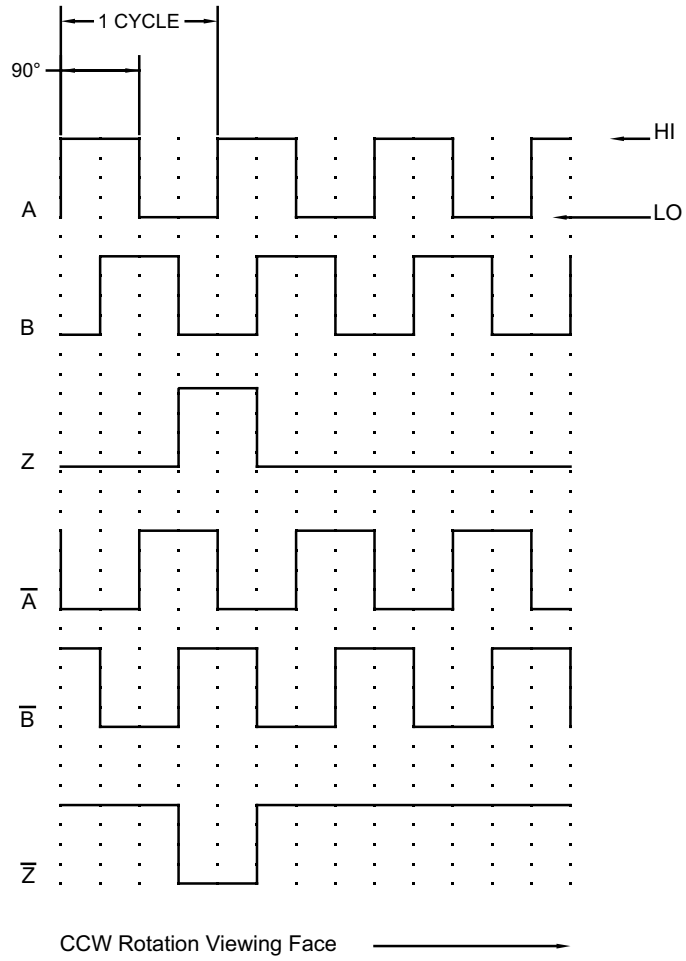 1 CYCLE
90°
HI
A
LO
B
Z
A̅
B̅
Z̅
CCW Rotation Viewing Face